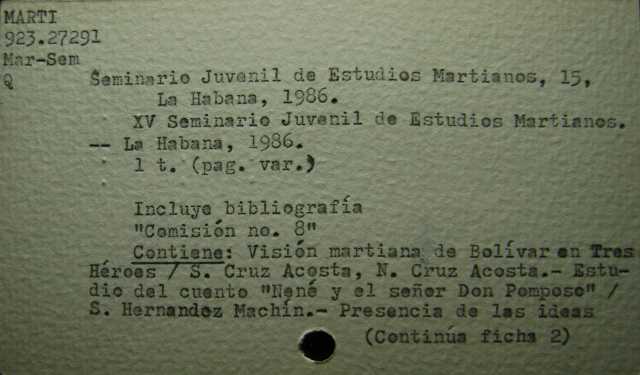 MARTI
923.27291
Mar-Sem
Q
Seminario Juvenil de Estudios Martianos, 15,
La Habana, 1986.
XV Seminario Juvenil de Estudios Martianos.
-- La Habana, 1986.
1 t. (pag. var.)
Incluye bibliografía
"Comisión no. 8"
Contiene: Visión martiana de Bolívar en Tres
Héroes / S. Cruz Acosta, N. Cruz Acosta.- Estu-
dio del cuento "Nené y el señor Don Pomposo" /
S. Hernandez Machín.- Presencia de las ideas
(Continúa ficha 2)